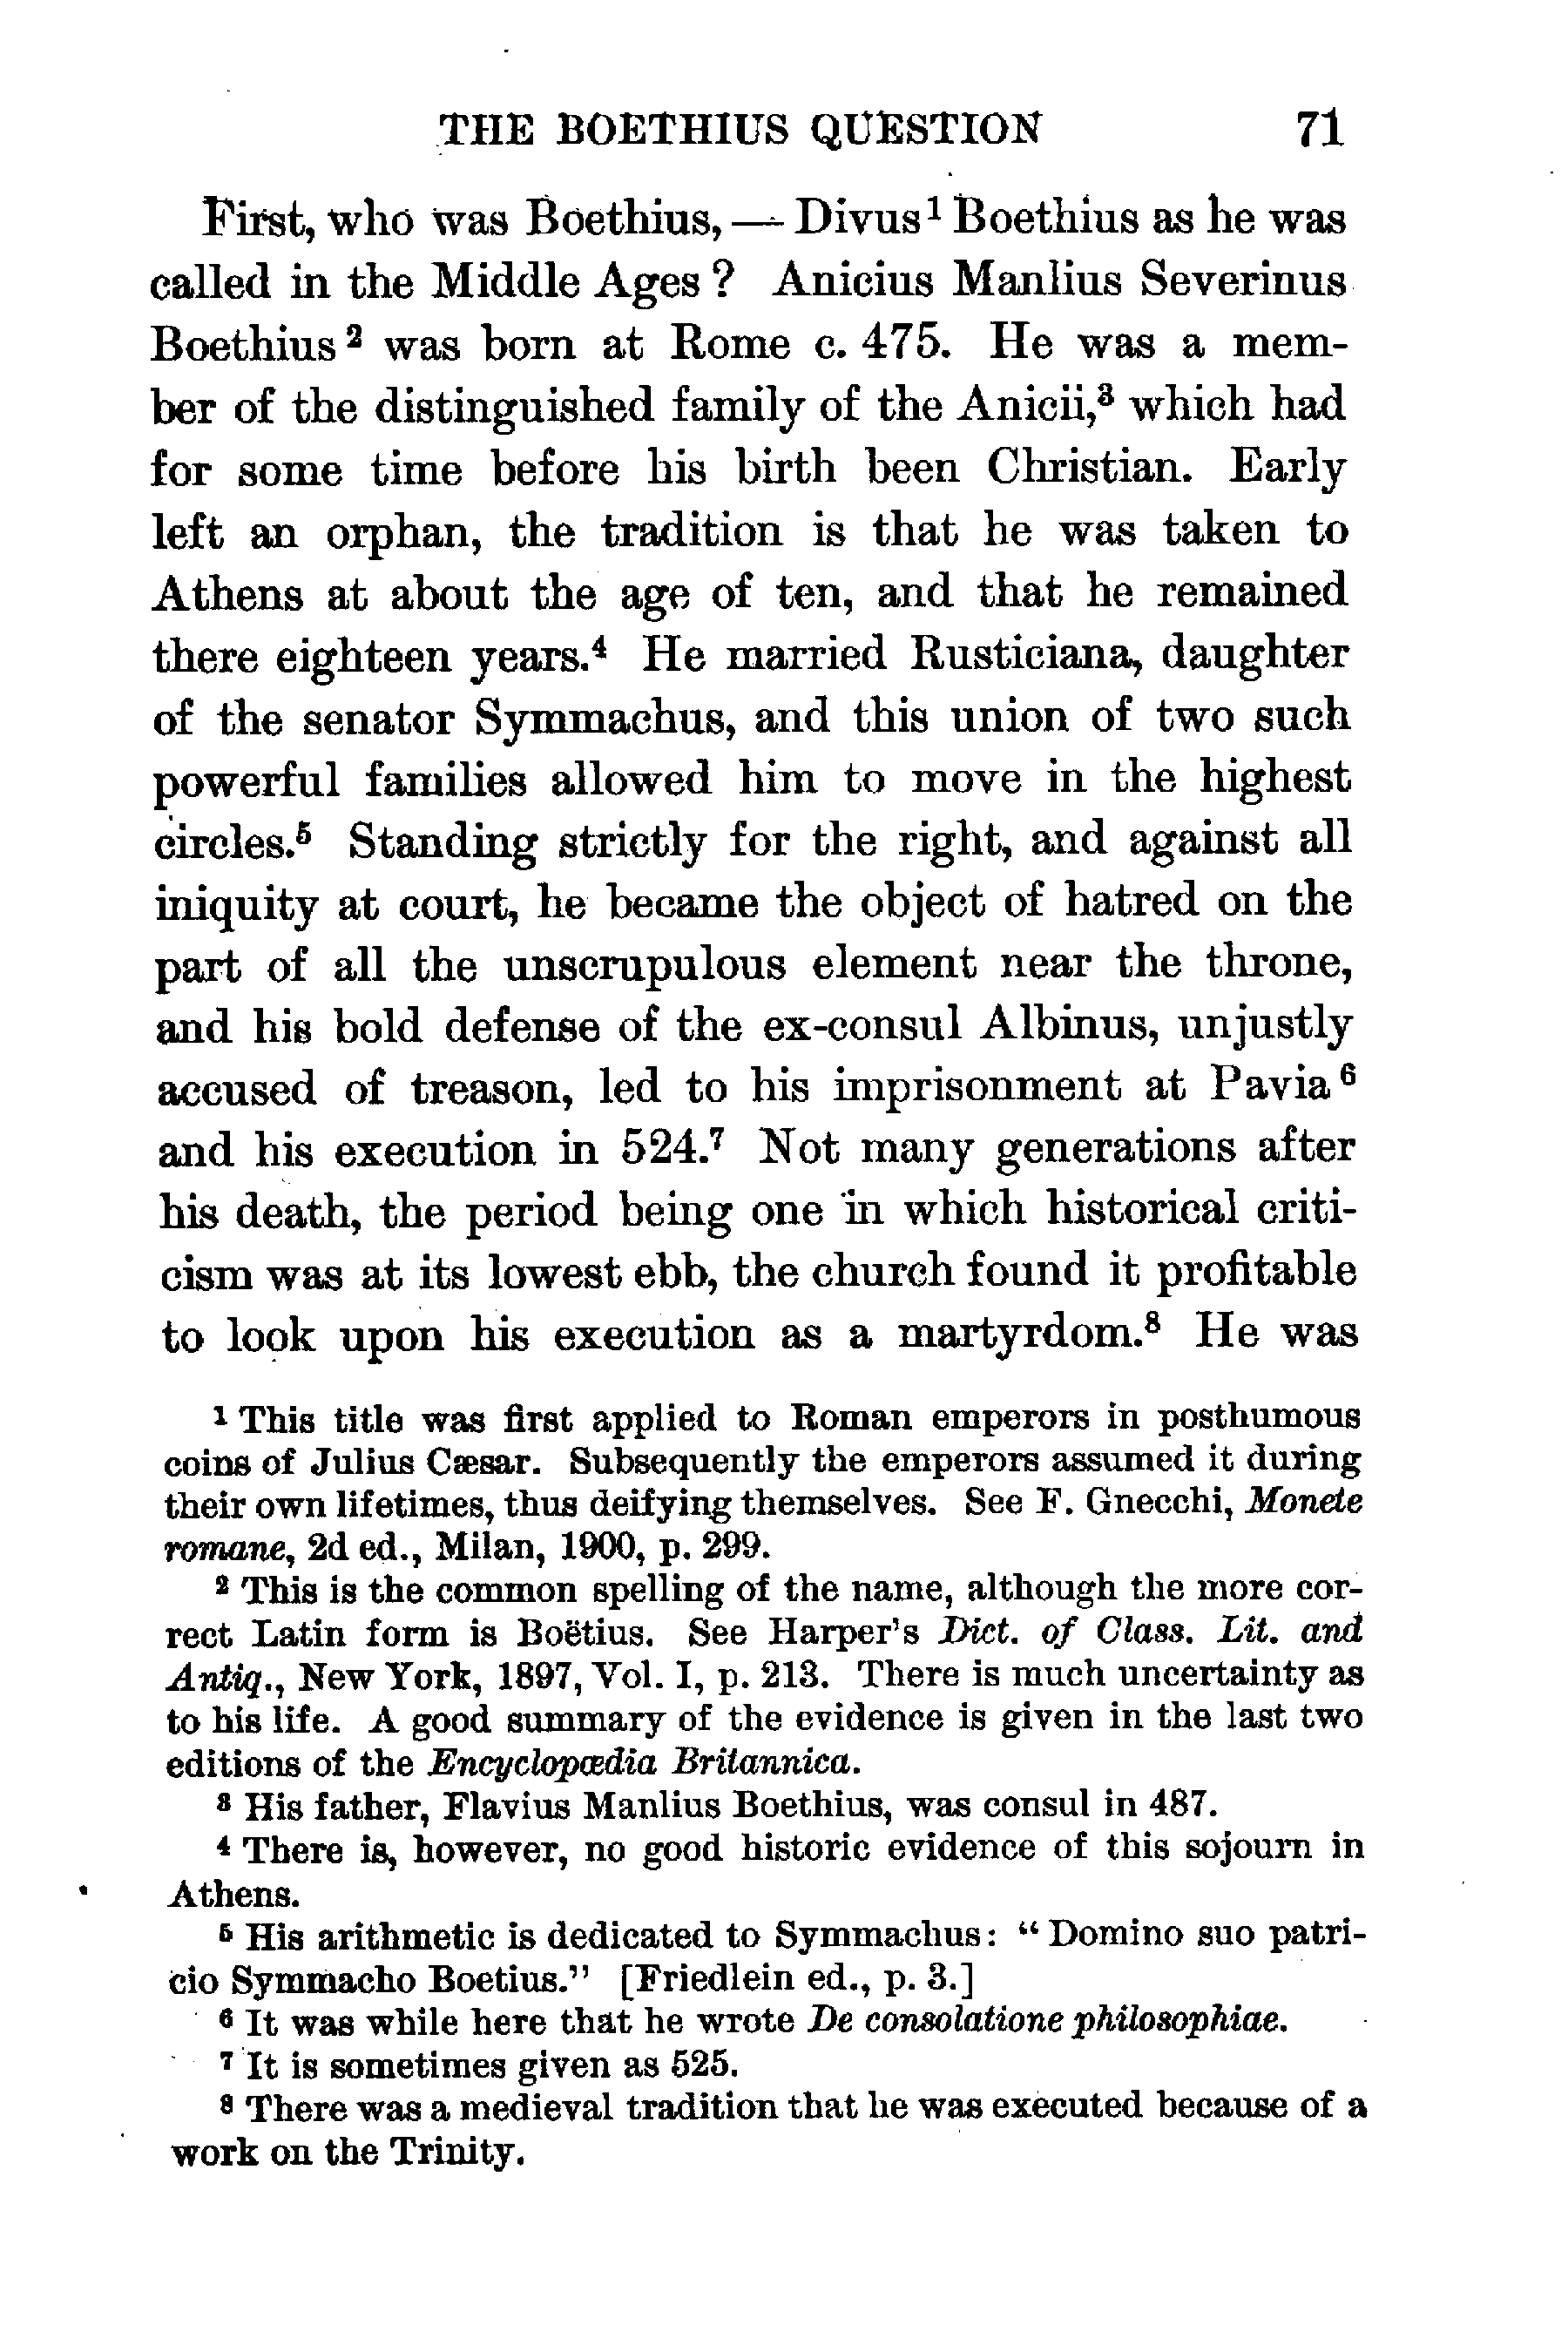 THE BOETHIUS QUESTION 71
First, who was Boethius, — Divus¹ Boethius as he was
called in the Middle Ages? Anicius Manlius Severinus
Boethius² was born at Rome c. 475. He was a mem-
ber of the distinguished family of the Anicii,³ which had
for some time before his birth been Christian. Early
left an orphan, the tradition is that he was taken to
Athens at about the age of ten, and that he remained
there eighteen years.⁴ He married Rusticiana, daughter
of the senator Symmachus, and this union of two such
powerful families allowed him to move in the highest
circles.⁵ Standing strictly for the right, and against all
iniquity at court, he became the object of hatred on the
part of all the unscrupulous element near the throne,
and his bold defense of the ex-consul Albinus, unjustly
accused of treason, led to his imprisonment at Pavia⁶
and his execution in 524.⁷ Not many generations after
his death, the period being one in which historical criti-
cism was at its lowest ebb, the church found it profitable
to look upon his execution as a martyrdom.⁸ He was
¹ This title was first applied to Roman emperors in posthumous
coins of Julius Cæsar. Subsequently the emperors assumed it during
their own lifetimes, thus deifying themselves. See F. Gnecchi, Monete
romane, 2d ed., Milan, 1900, p. 299.
² This is the common spelling of the name, although the more cor-
rect Latin form is Boëtius. See Harper's Dict. of Class. Lit. and
Antiq., New York, 1897, Vol. I, p. 213. There is much uncertainty as
to his life. A good summary of the evidence is given in the last two
editions of the Encyclopædia Britannica.
³ His father, Flavius Manlius Boethius, was consul in 487.
⁴ There is, however, no good historic evidence of this sojourn in
Athens.
⁵ His arithmetic is dedicated to Symmachus: "Domino suo patri-
cio Symmacho Boetius." [Friedlein ed., p. 3.]
⁶ It was while here that he wrote De consolatione philosophiae.
⁷ It is sometimes given as 525.
⁸ There was a medieval tradition that he was executed because of a
work on the Trinity.